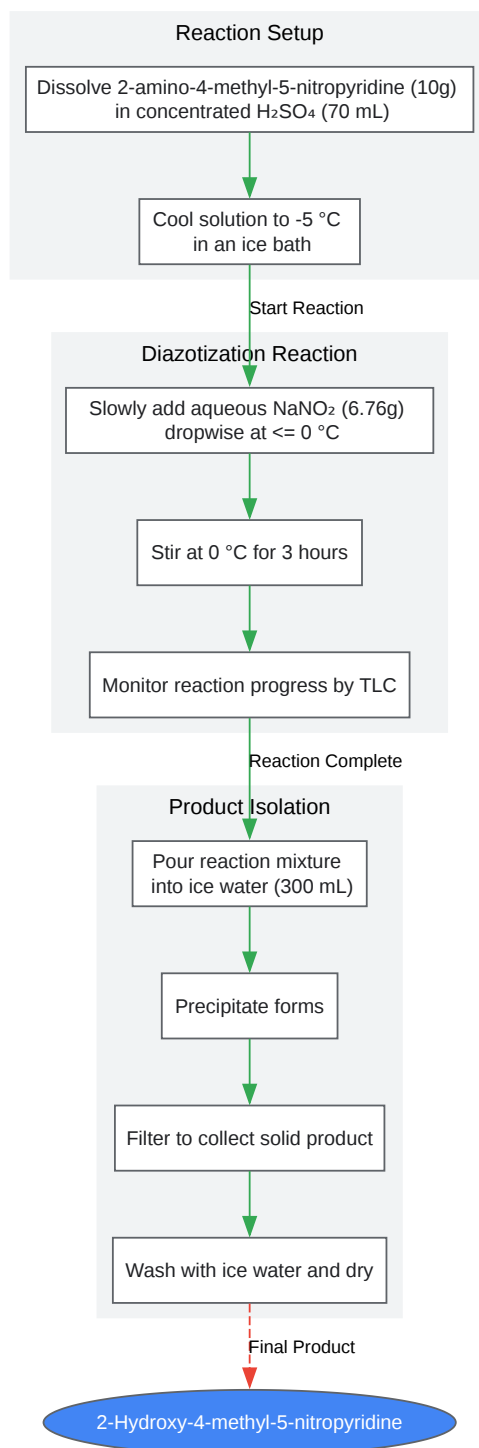 Reaction Setup
Dissolve 2-amino-4-methyl-5-nitropyridine (10g)
in concentrated H₂SO₄ (70 mL)
Cool solution to -5 °C
in an ice bath
Start Reaction
Diazotization Reaction
Slowly add aqueous NaNO₂ (6.76g)
dropwise at <= 0 °C
Stir at 0 °C for 3 hours
Monitor reaction progress by TLC
Reaction Complete
Product Isolation
Pour reaction mixture
into ice water (300 mL)
Precipitate forms
Filter to collect solid product
Wash with ice water and dry
Final Product
2-Hydroxy-4-methyl-5-nitropyridine